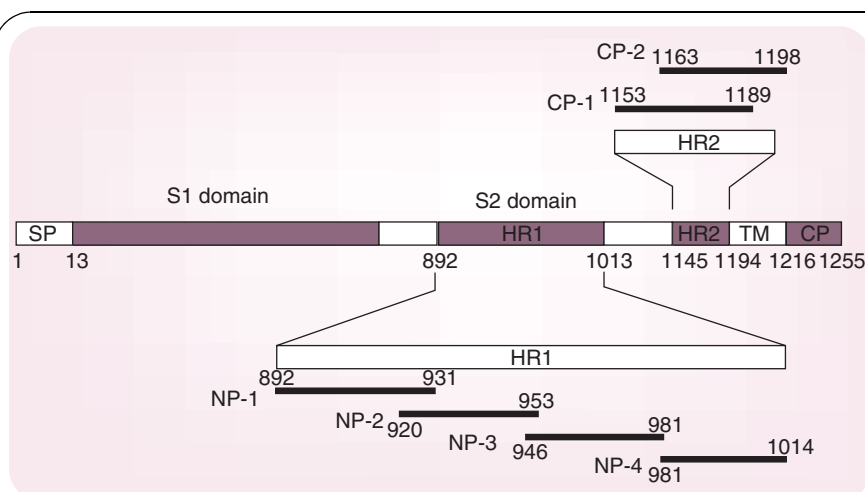 CP-2 1163 1198
CP-1 1153 1189
HR2
S1 domain S2 domain
SP HR1 HR2 TM CP
1 13 892 1013 1145 1194 1216 1255
HR1
892 931
NP-1
953
NP-2 920
981
NP-3 946
1014
NP-4 981